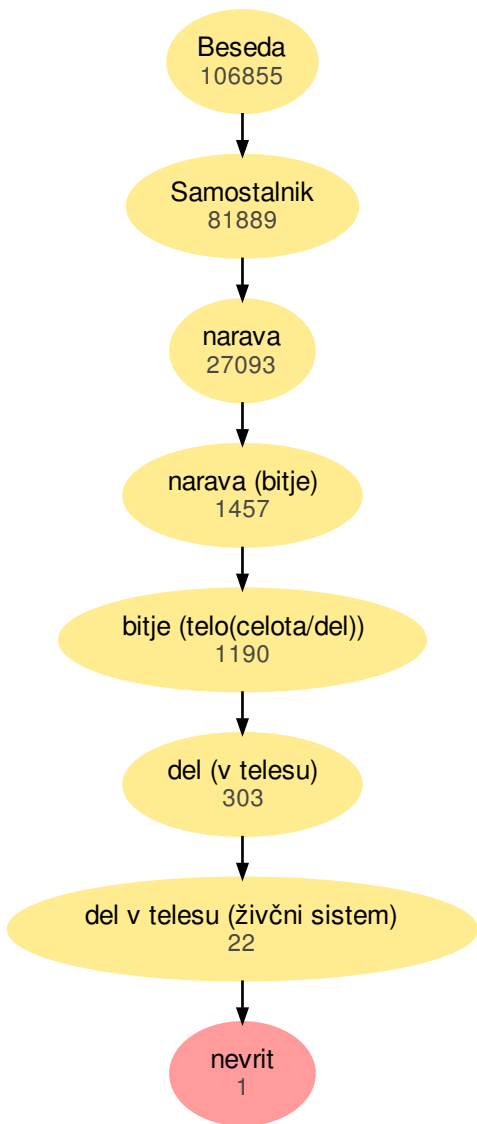 Beseda
106855
Samostalnik
81889
narava
27093
narava (bitje)
1457
bitje (telo(celota/del))
1190
del (v telesu)
303
del v telesu (živčni sistem)
22
nevrit
1